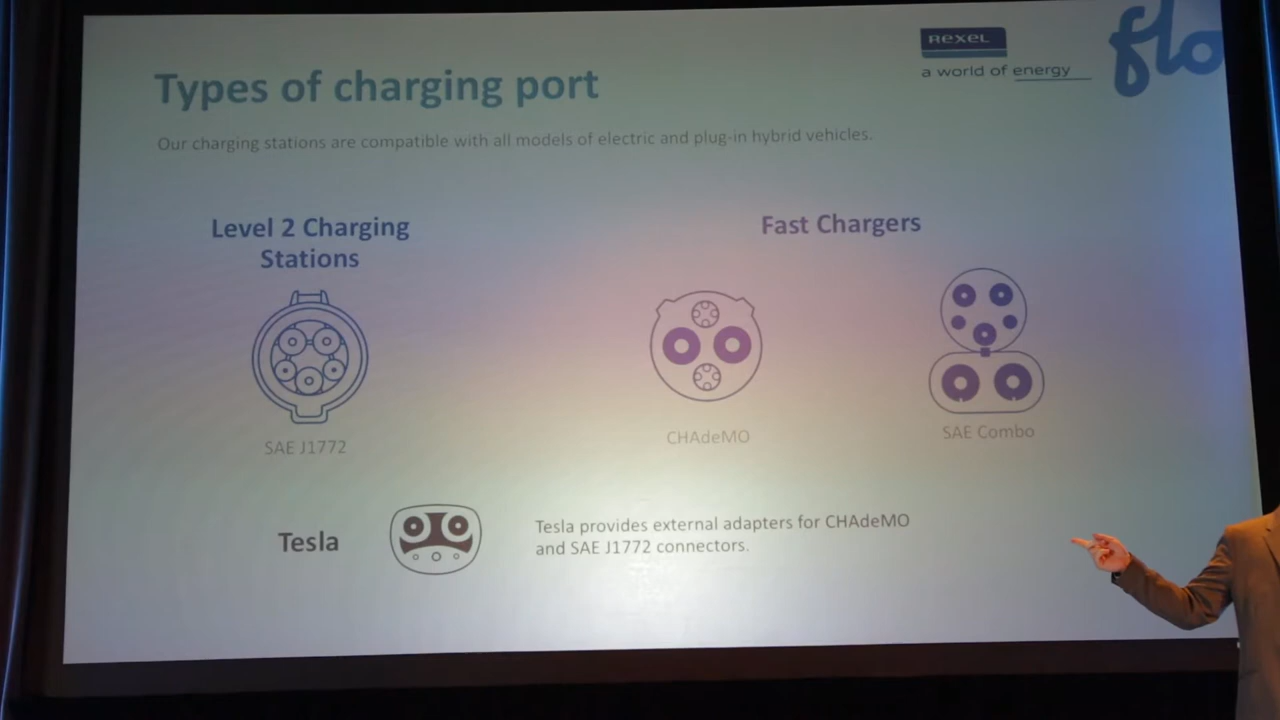 Types of charging port
Our charging stations are compatible with all models of electric and plug-in hybrid vehicles.
REXEL
a world of energy
flo
Level 2 Charging
Stations
Fast Chargers
SAE J1772
CHAdeMO
SAE Combo
Tesla
Tesla provides external adapters for CHAdeMO
and SAE J1772 connectors.